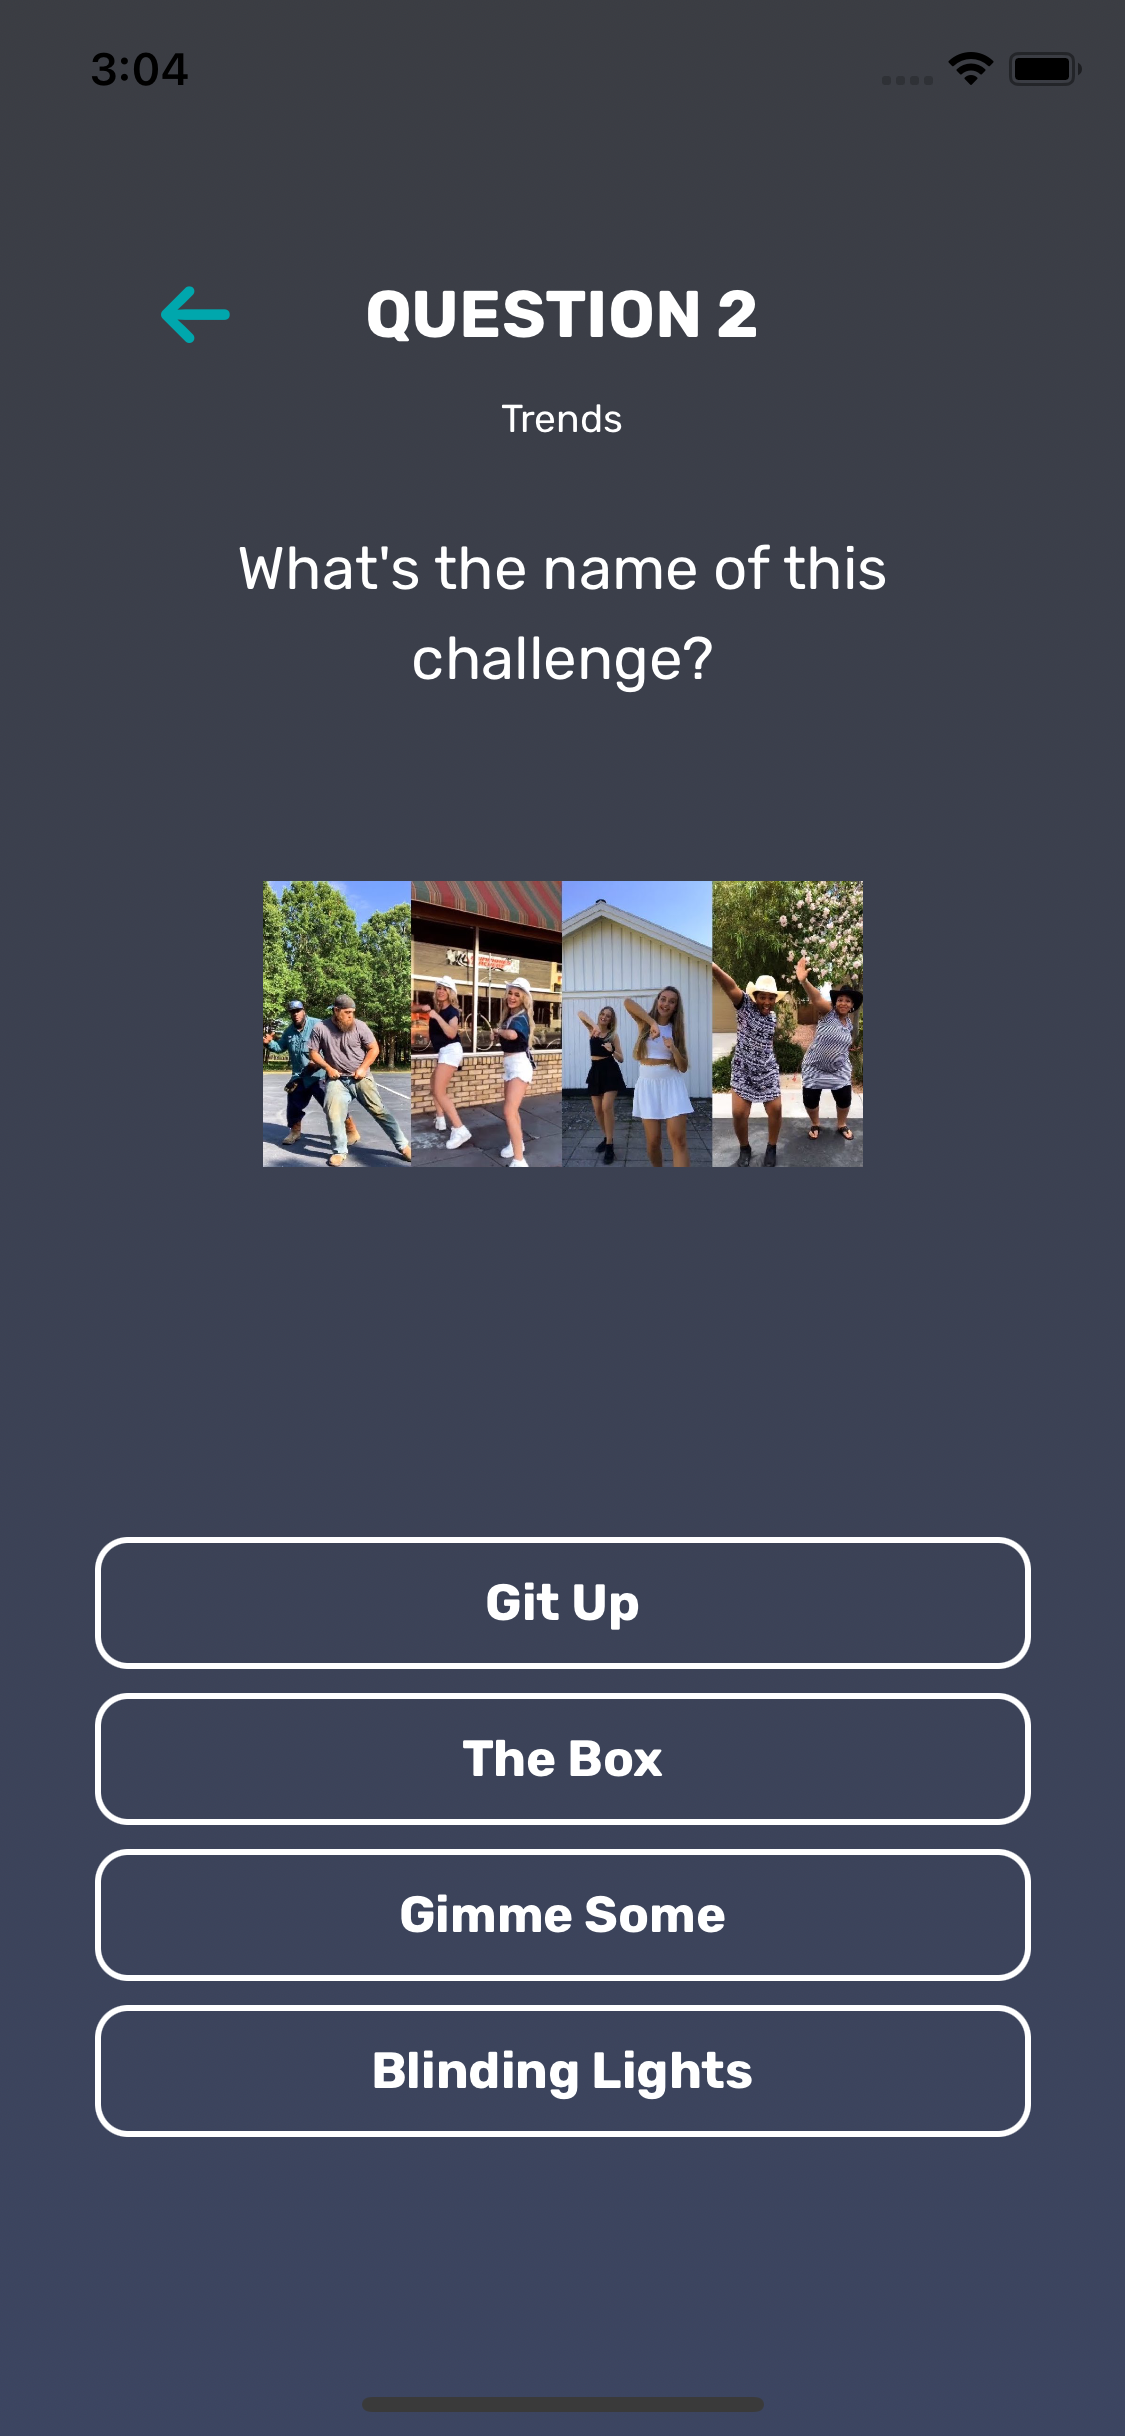 3:04
QUESTION 2
Trends
What's the name of this
challenge?
Git Up
The Box
Gimme Some
Blinding Lights